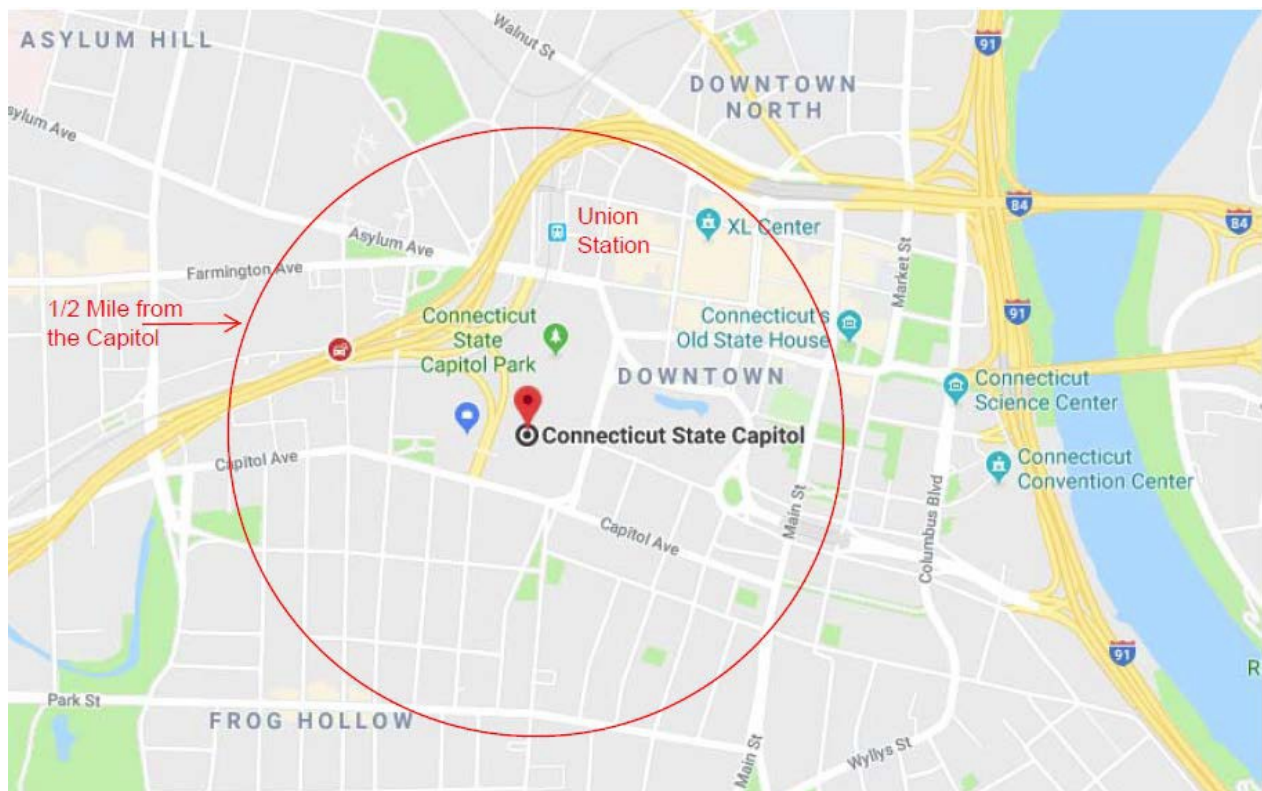 ASYLUM HILL
Walnut St
91
DOWNTOWN
NORTH
sylum Ave
Union
Station
XL Center
84
84
Asylum Ave
Market St
Farmington Ave
1/2 Mile from
the Capitol
Connecticut
State
Capitol Park
Connecticut's
Old State House
91
DOWNTOWN
Connecticut
Science Center
Connecticut State Capitol
Capitol Ave
Connecticut
Convention Center
Main St
Columbus Blvd
Capitol Ave
91
R
Park St
FROG HOLLOW
Main St
Wyllys St